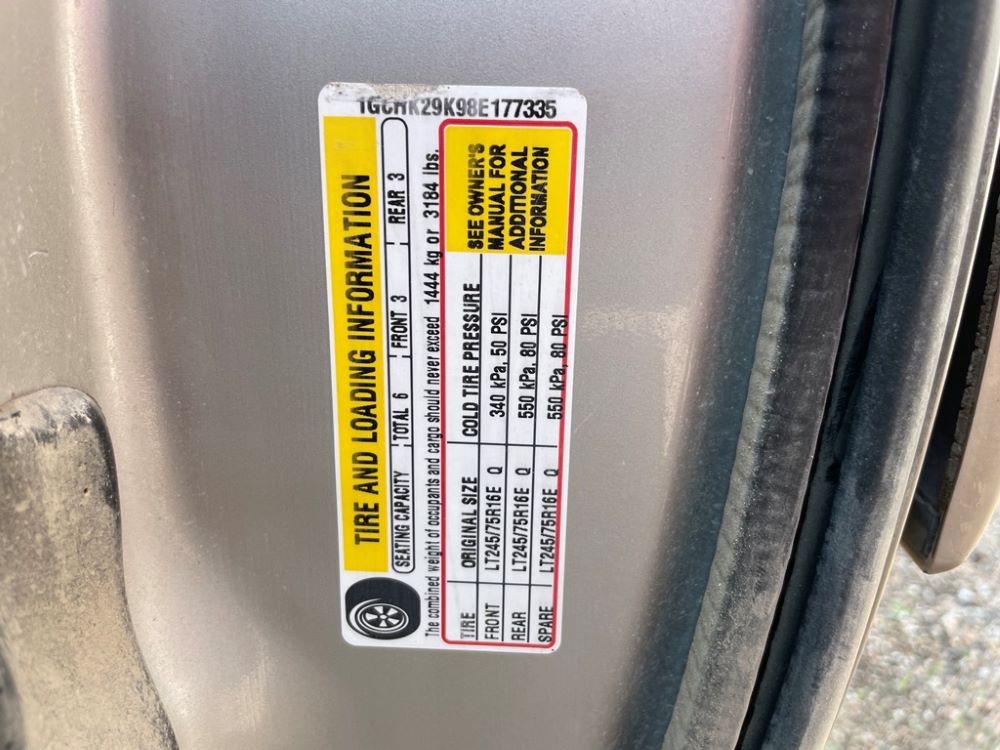 1GCHK29K98E177335
TIRE AND LOADING INFORMATION
SEATING CAPACITY TOTAL 6 FRONT 3 REAR 3
The combined weight of occupants and cargo should never exceed 1444 kg or 3184 lbs.
TIRE ORIGINAL SIZE COLD TIRE PRESSURE
FRONT LT245/75R16E Q 340 kPa, 50 PSI
REAR LT245/75R16E Q 550 kPa, 80 PSI
SPARE LT245/75R16E Q 550 kPa, 80 PSI
SEE OWNER'S
MANUAL FOR
ADDITIONAL
INFORMATION